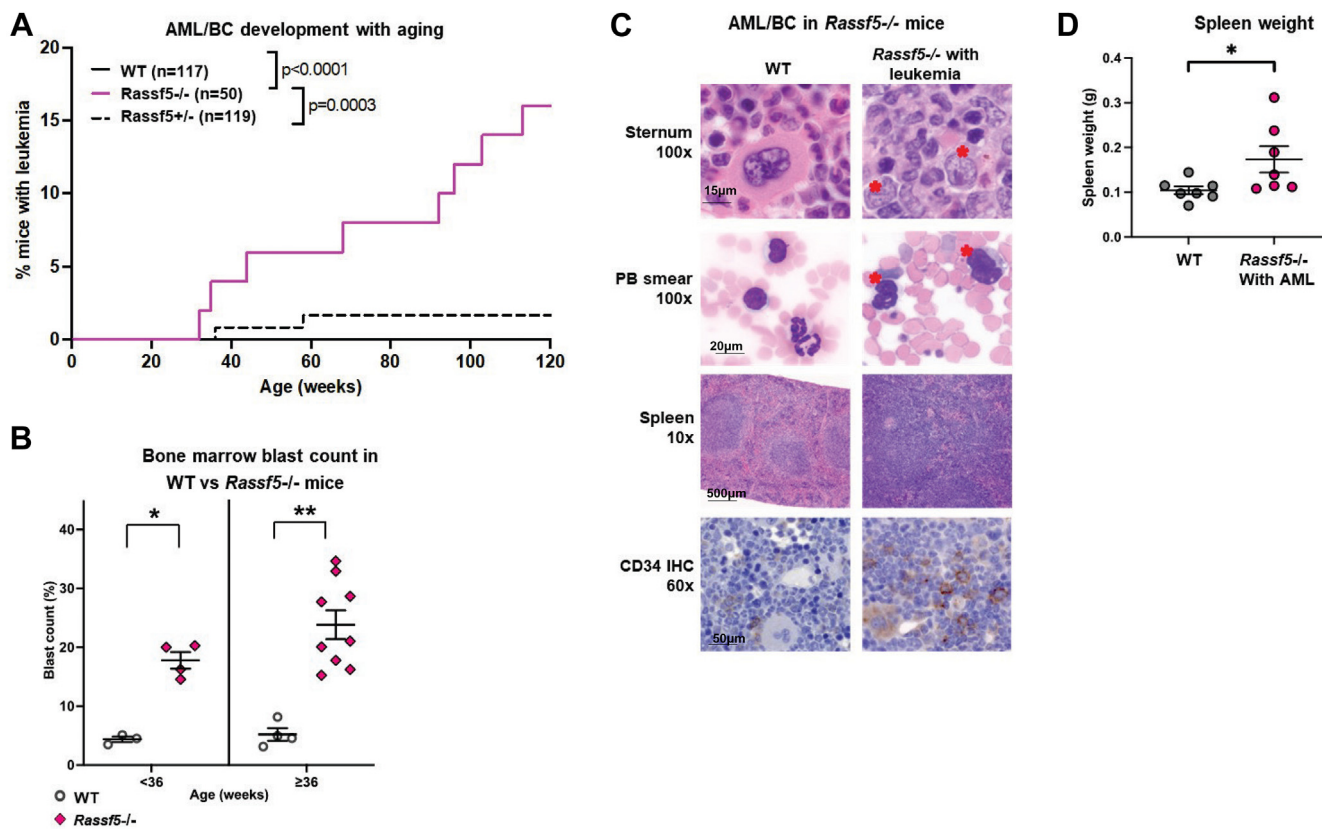 A
AML/BC development with aging
20
15
10
5
0
% mice with leukemia
WT (n=117)
Rassf5-/- (n=50)
Rassf5+/- (n=119)
p<0.0001
p=0.0003
0 20 40 60 80 100 120
Age (weeks)
B
Bone marrow blast count in
WT vs Rassf5-/- mice
* **
40
30
20
10
0
Blast count (%)
<36 ≥36
Age (weeks)
WT
Rassf5-/-
C
AML/BC in Rassf5-/- mice
WT
Rassf5-/- with
leukemia
Sternum
100x
15µm
PB smear
100x
20µm
Spleen
10x
500µm
CD34 IHC
60x
50µm
D
Spleen weight
*
0.4
0.3
0.2
0.1
0.0
Spleen weight (g)
WT
Rassf5-/-
With AML